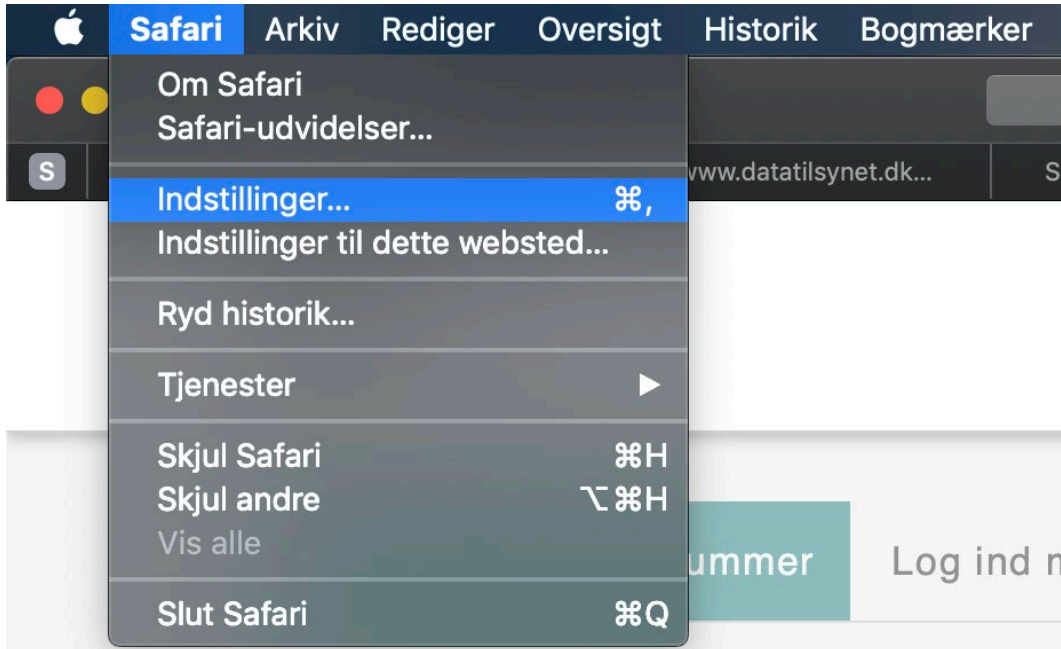 Safari Arkiv Rediger Oversigt Historik Bogmærker
Om Safari
Safari-udvidelser...
S www.datatilsynet.dk... S
Indstillinger... ⌘,
Indstillinger til dette websted...
Ryd historik...
Tjenester ▶
Skjul Safari ⌘H
Skjul andre ⌥⌘H
Vis alle
ummer Log ind m
Slut Safari ⌘Q